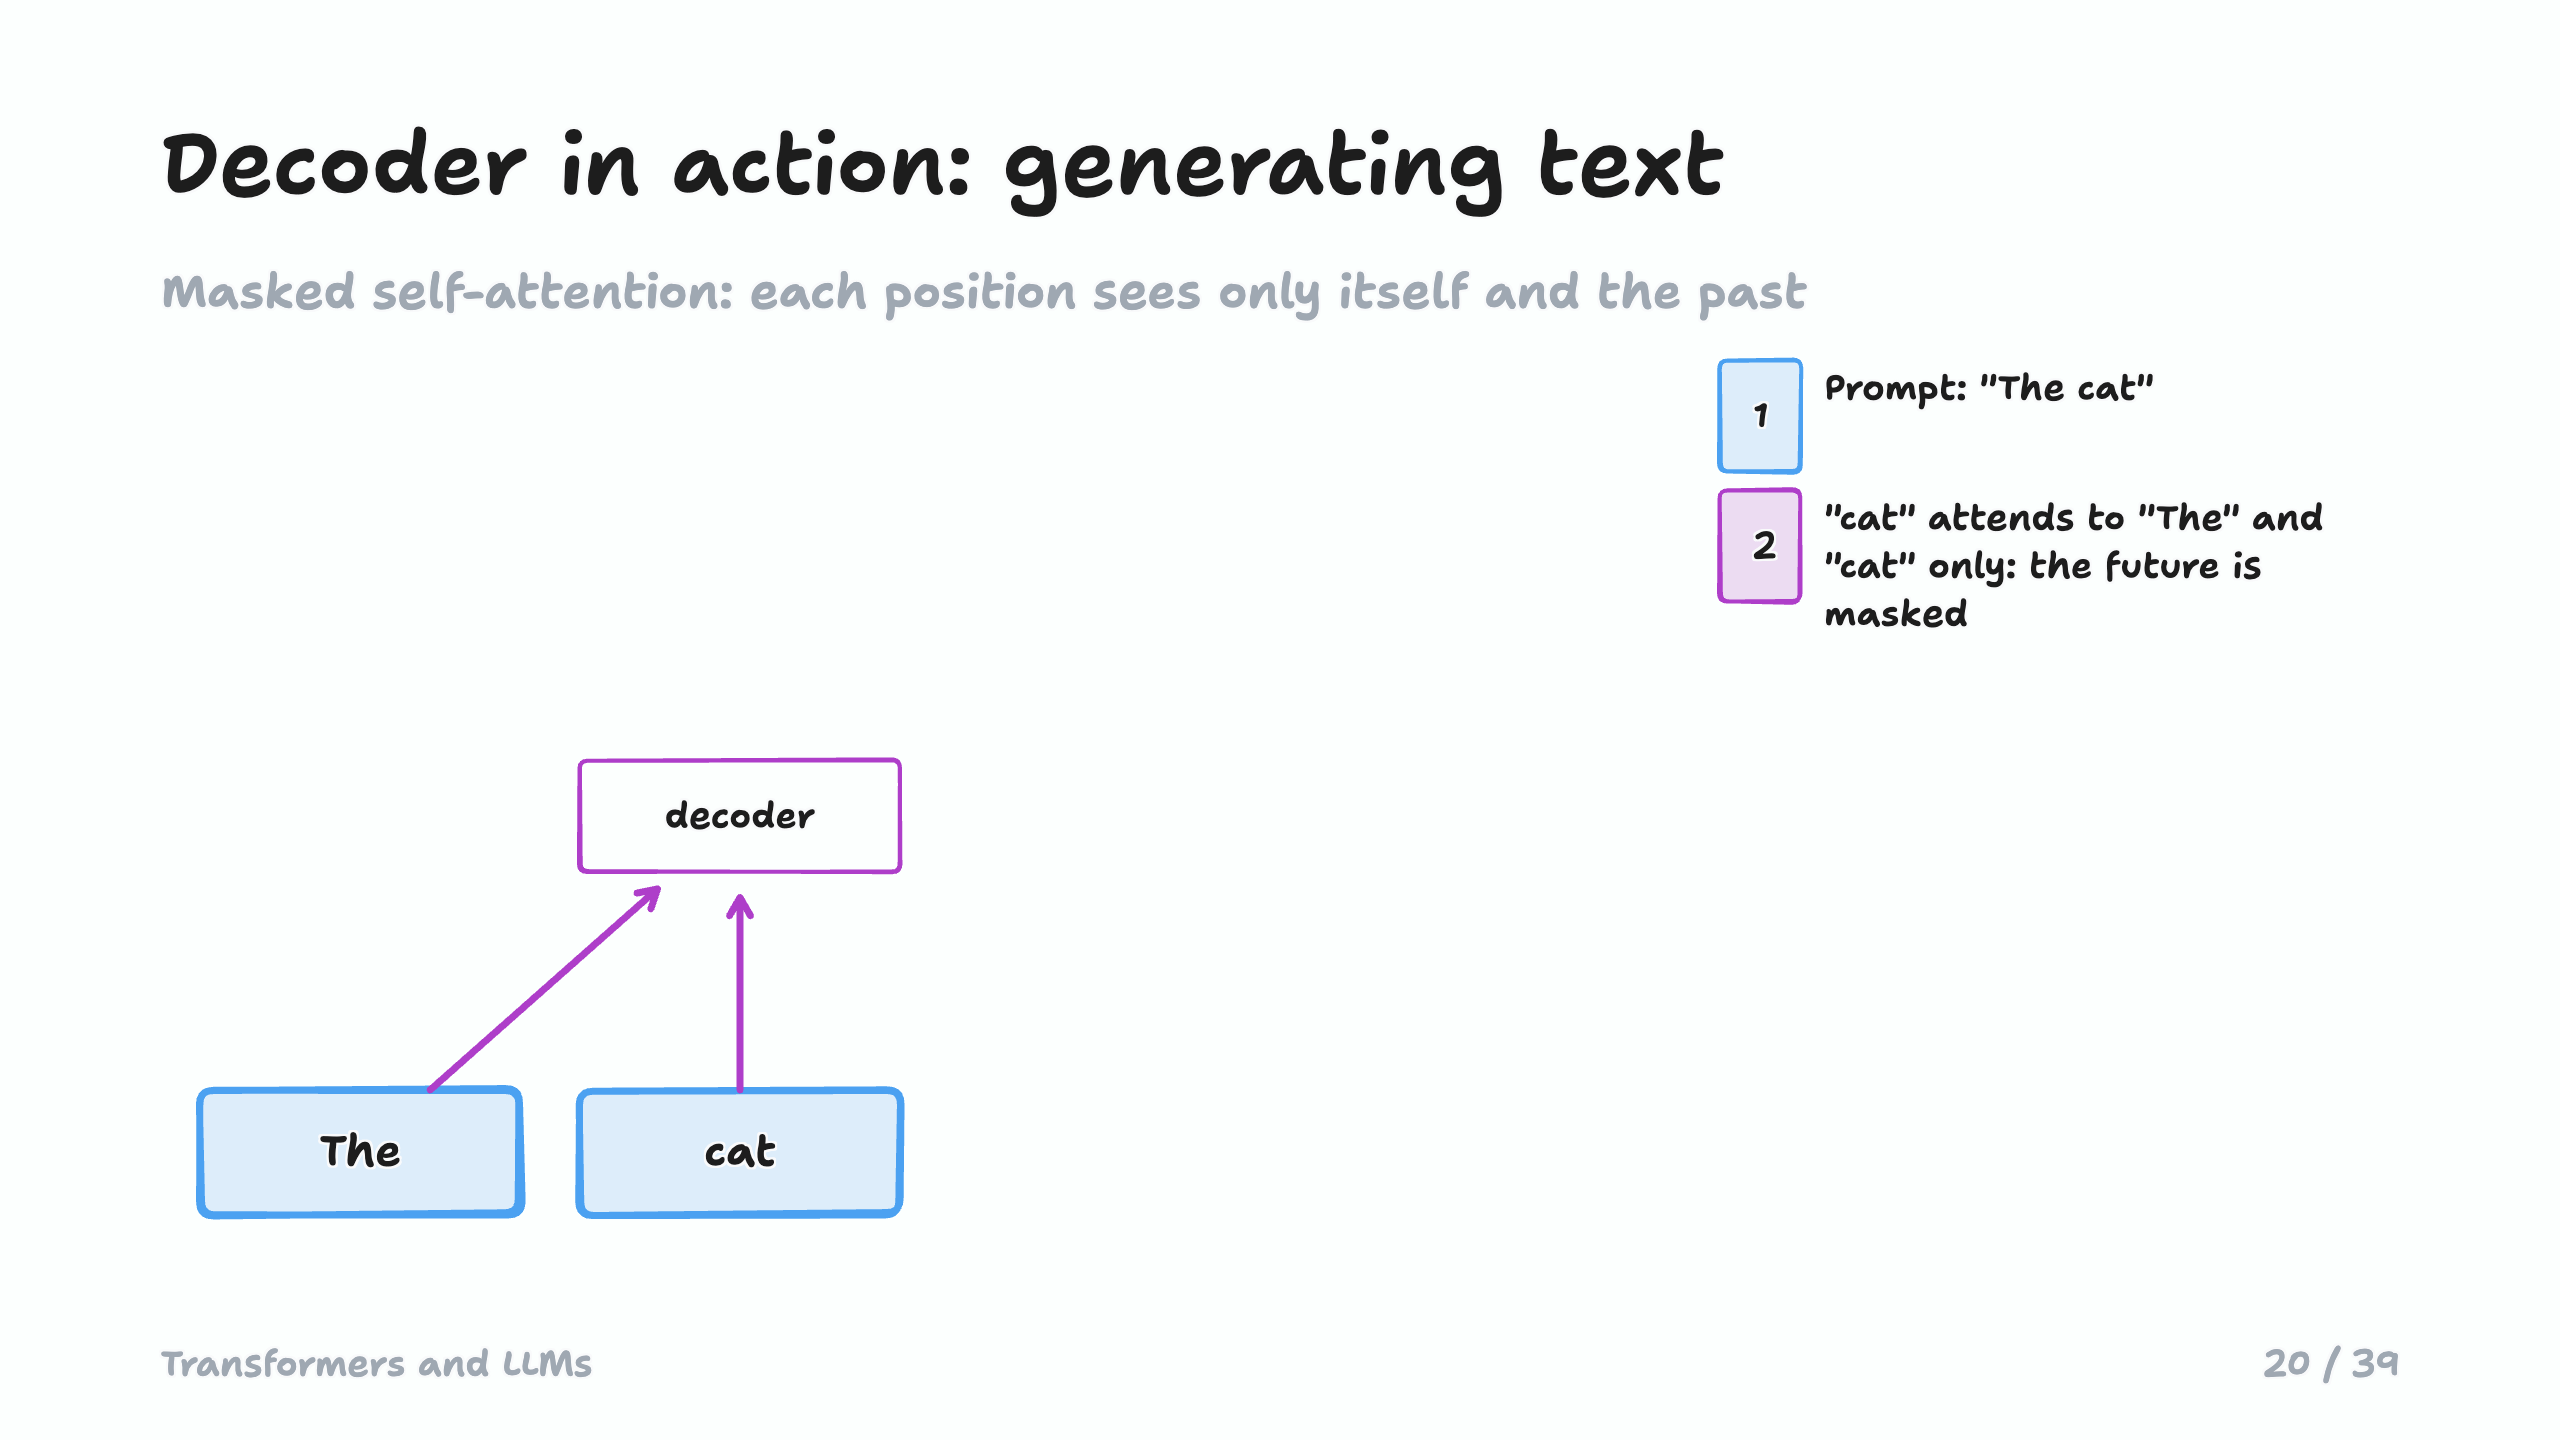 Decoder in action: generating text
Masked self-attention: each position sees only itself and the past
1
Prompt: "The cat"
2
"cat" attends to "The" and
"cat" only: the future is
masked
decoder
The
cat
Transformers and LLMs
20 / 39